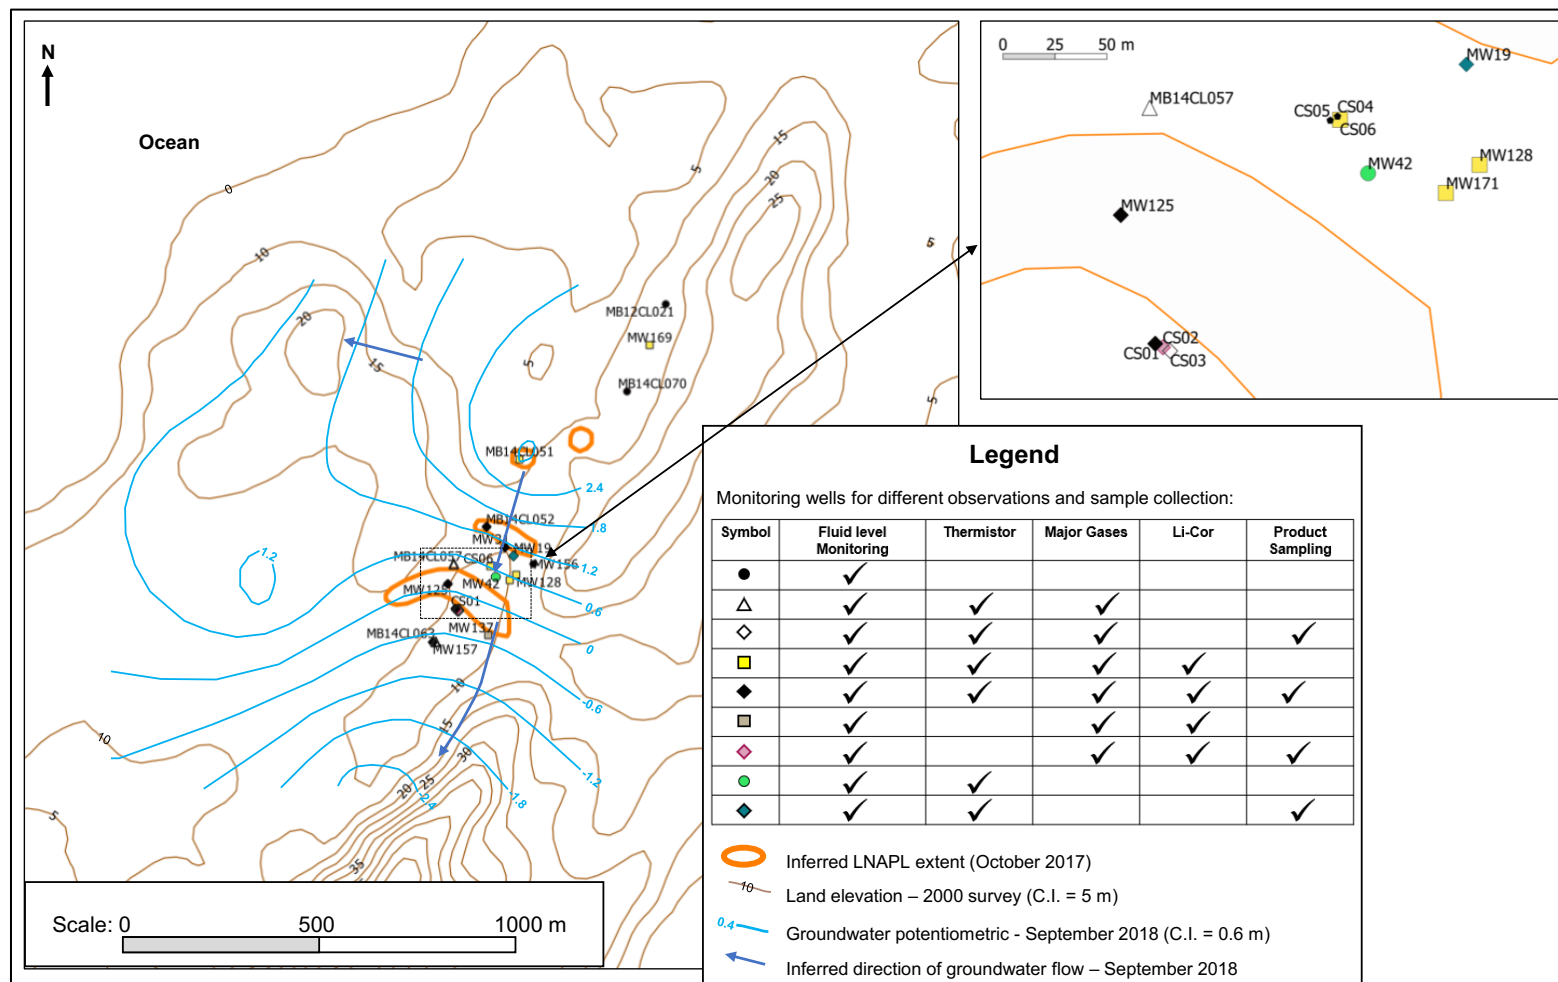 N
Ocean
0
10
20
15
5
15
20
25
5
5
5
MB12CL021
MW169
MB14CL070
MB14CL051
2.4
MB14CL052
1.8
MW3
MW19
MB14CL057
CS06
MW156
1.2
1.2
MW125
MW42
MW128
CS01
0.6
MW137
MB14CL063
0
MW157
10
-0.6
15
10
30
25
20
-1.2
-2.4
-1.8
5
35
Scale: 0 500 1000 m
0 25 50 m
MW19
MB14CL057
CS05
CS04
CS06
MW128
MW42
MW171
MW125
CS02
CS01
CS03
Legend
Monitoring wells for different observations and sample collection:
Symbol Fluid level Monitoring Thermistor Major Gases Li-Cor Product Sampling
✓
✓ ✓ ✓
✓ ✓ ✓ ✓
✓ ✓ ✓ ✓
✓ ✓ ✓ ✓ ✓
✓ ✓ ✓
✓ ✓ ✓ ✓
✓ ✓
✓ ✓ ✓
Inferred LNAPL extent (October 2017)
10 Land elevation – 2000 survey (C.I. = 5 m)
0.4 Groundwater potentiometric - September 2018 (C.I. = 0.6 m)
Inferred direction of groundwater flow – September 2018